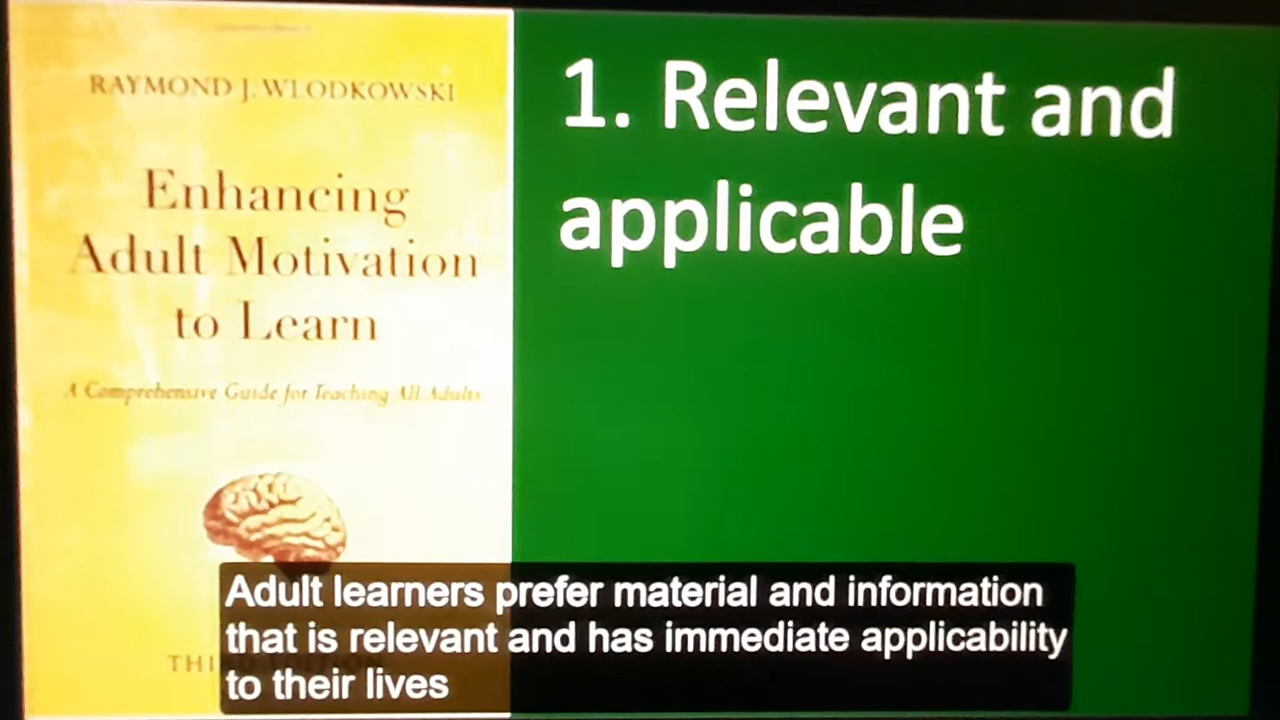 RAYMOND J. WLODKOWSKI
Enhancing
Adult Motivation
to Learn
A Comprehensive Guide for Teaching All Adults
1. Relevant and
applicable
Adult learners prefer material and information
that is relevant and has immediate applicability
to their lives